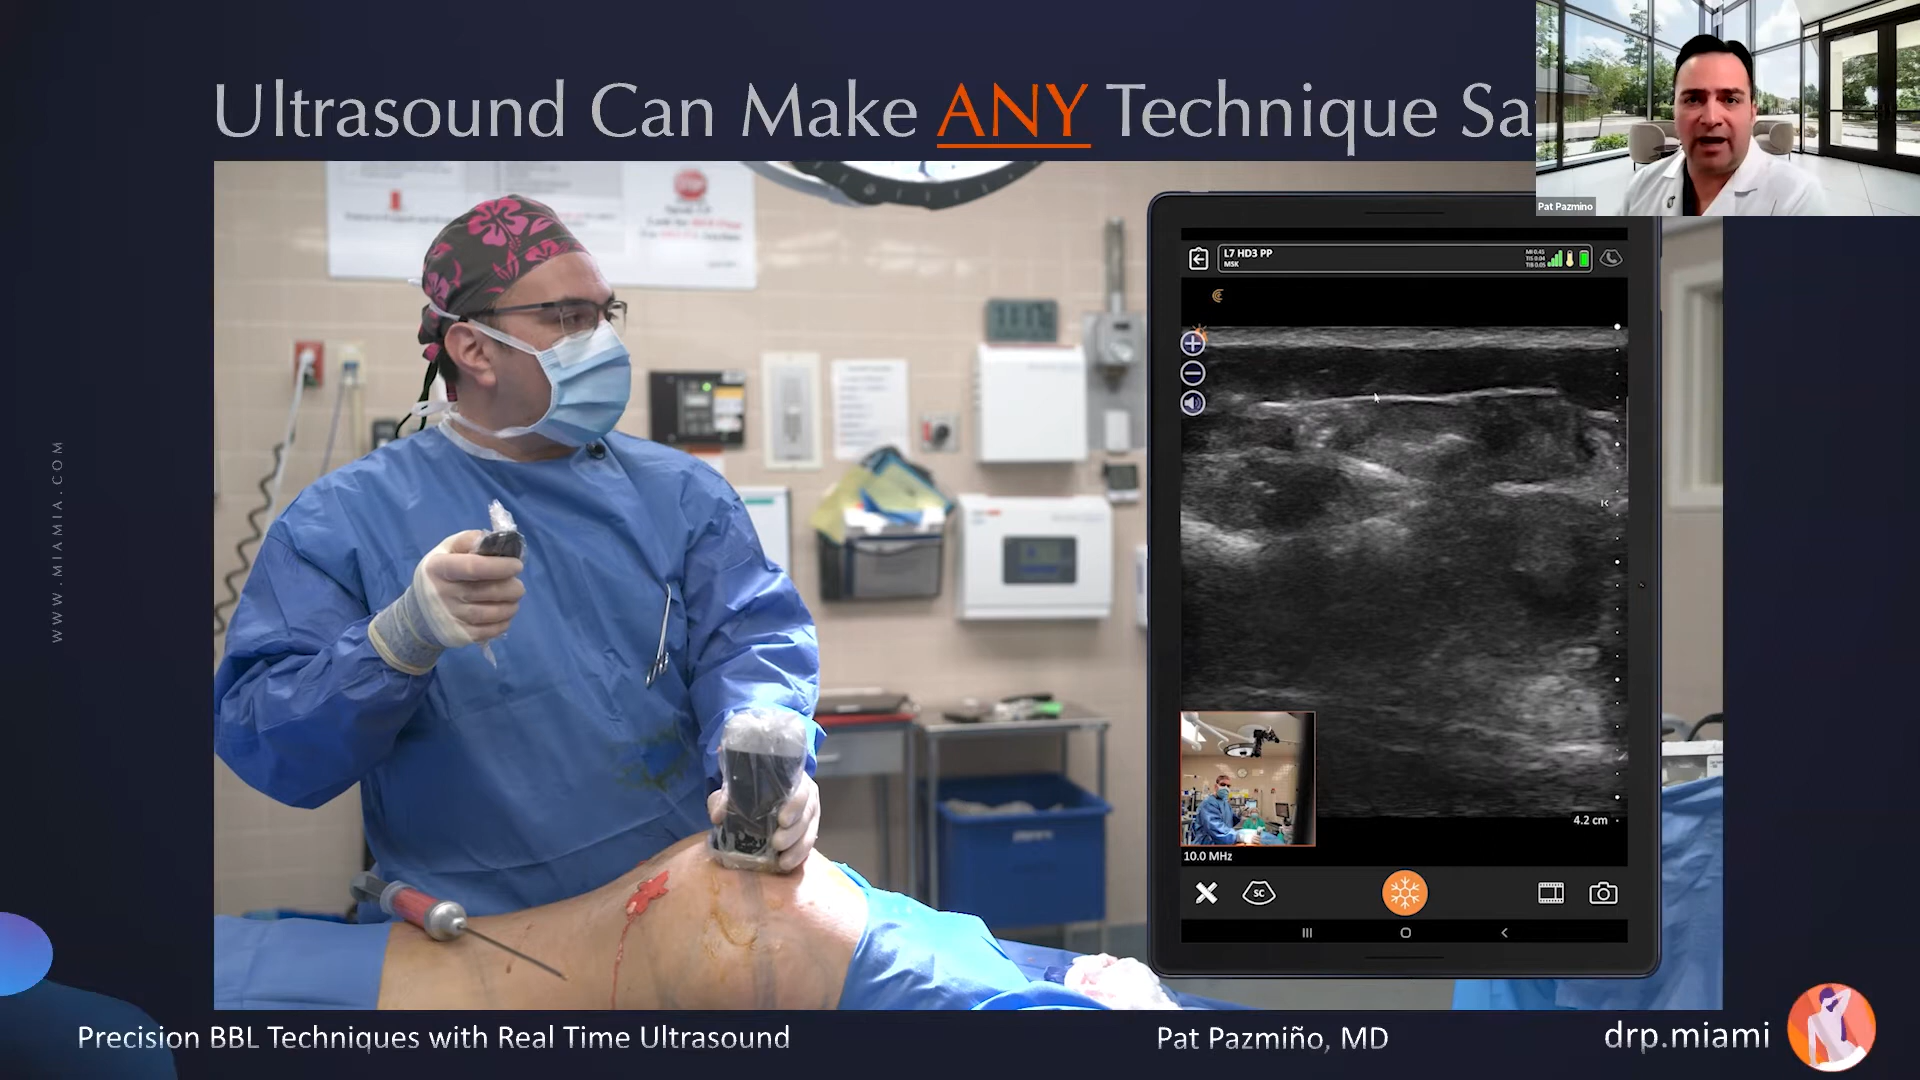 Ultrasound Can Make ANY Technique Sa
Pat Pazmino
L7 HD3 PP
MSK
WWW.MIAMIA.COM
4.2 cm
10.0 MHz
SC
Precision BBL Techniques with Real Time Ultrasound
Pat Pazmiño, MD
drp.miami